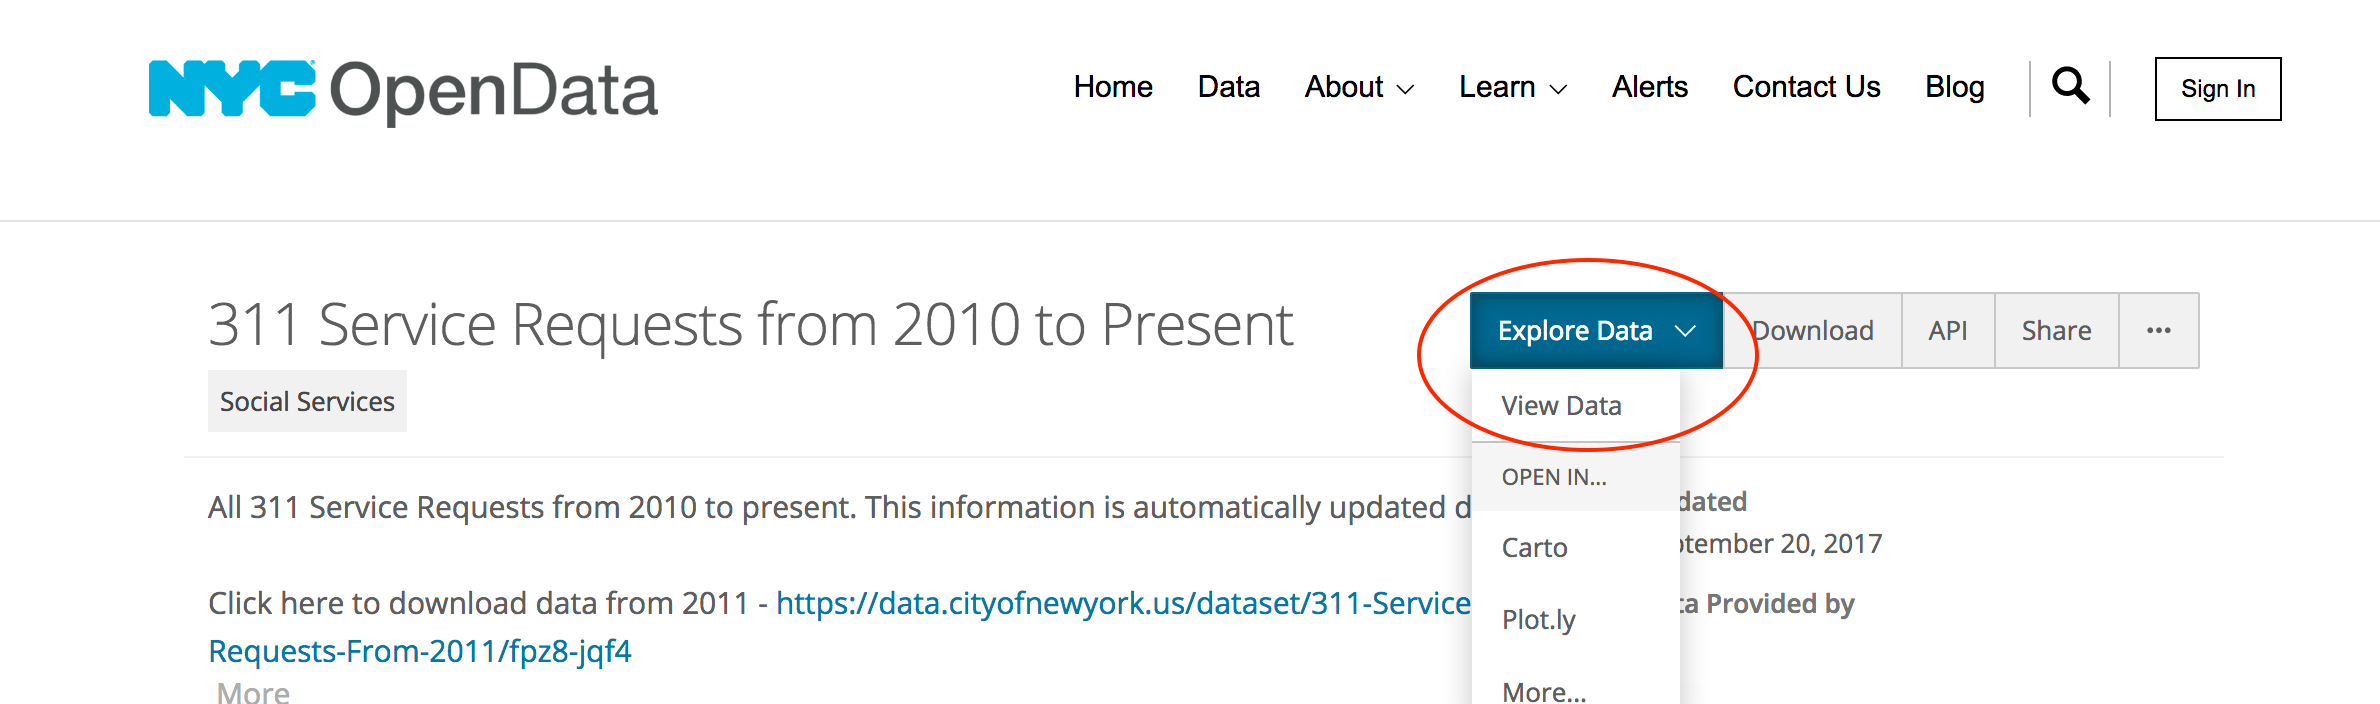 NYC OpenData
Home Data About Learn Alerts Contact Us Blog Sign In
311 Service Requests from 2010 to Present
Explore Data Download API Share ...
Social Services
View Data
OPEN IN...
Carto
Plot.ly
More...
All 311 Service Requests from 2010 to present. This information is automatically updated d
Click here to download data from 2011 - https://data.cityofnewyork.us/dataset/311-Service
Requests-From-2011/fpz8-jqf4
More
dated
ptember 20, 2017
ta Provided by